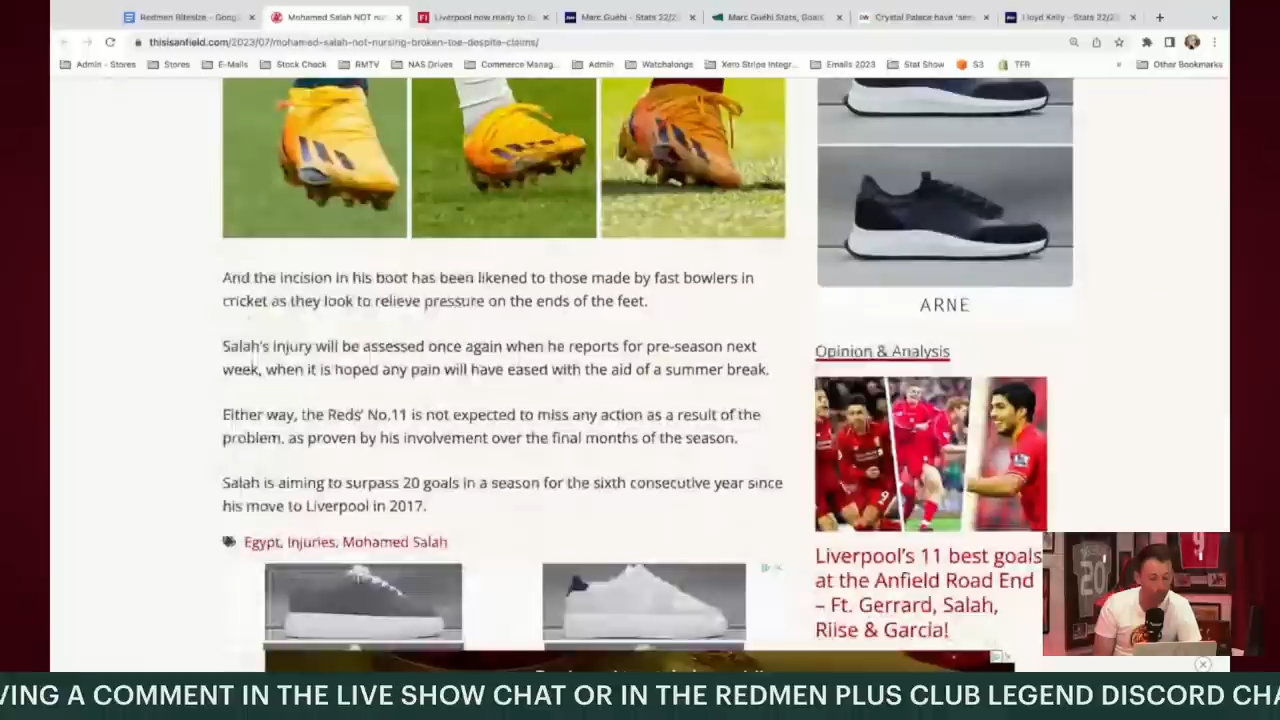 Redmen Bitesize - Goog
Mohamed Salah NOT nu
Liverpool now ready to
Marc Guéhi - Stats 22/2
Marc Guéhi Stats, Goals
Crystal Palace have 'sen
Lloyd Kelly - Stats 22/2
thisisanfield.com/2023/07/mohamed-salah-not-nursing-broken-toe-despite-claims/
Admin - Stores
Stores
E-Mails
Stock Check
RMTV
NAS Drives
Commerce Manag...
Admin
Watchalongs
Xero Stripe Integr...
Emails 2023
Stat Show
S3
TFR
»
Other Bookmarks
And the incision in his boot has been likened to those made by fast bowlers in
cricket as they look to relieve pressure on the ends of the feet.
Salah's injury will be assessed once again when he reports for pre-season next
week, when it is hoped any pain will have eased with the aid of a summer break.
Either way, the Reds' No.11 is not expected to miss any action as a result of the
problem, as proven by his involvement over the final months of the season.
Salah is aiming to surpass 20 goals in a season for the sixth consecutive year since
his move to Liverpool in 2017.
Egypt, Injuries, Mohamed Salah
ARNE
Opinion & Analysis
Liverpool's 11 best goals
at the Anfield Road End
– Ft. Gerrard, Salah,
Riise & Garcia!
20
9
VING A COMMENT IN THE LIVE SHOW CHAT OR IN THE REDMEN PLUS CLUB LEGEND DISCORD CHA